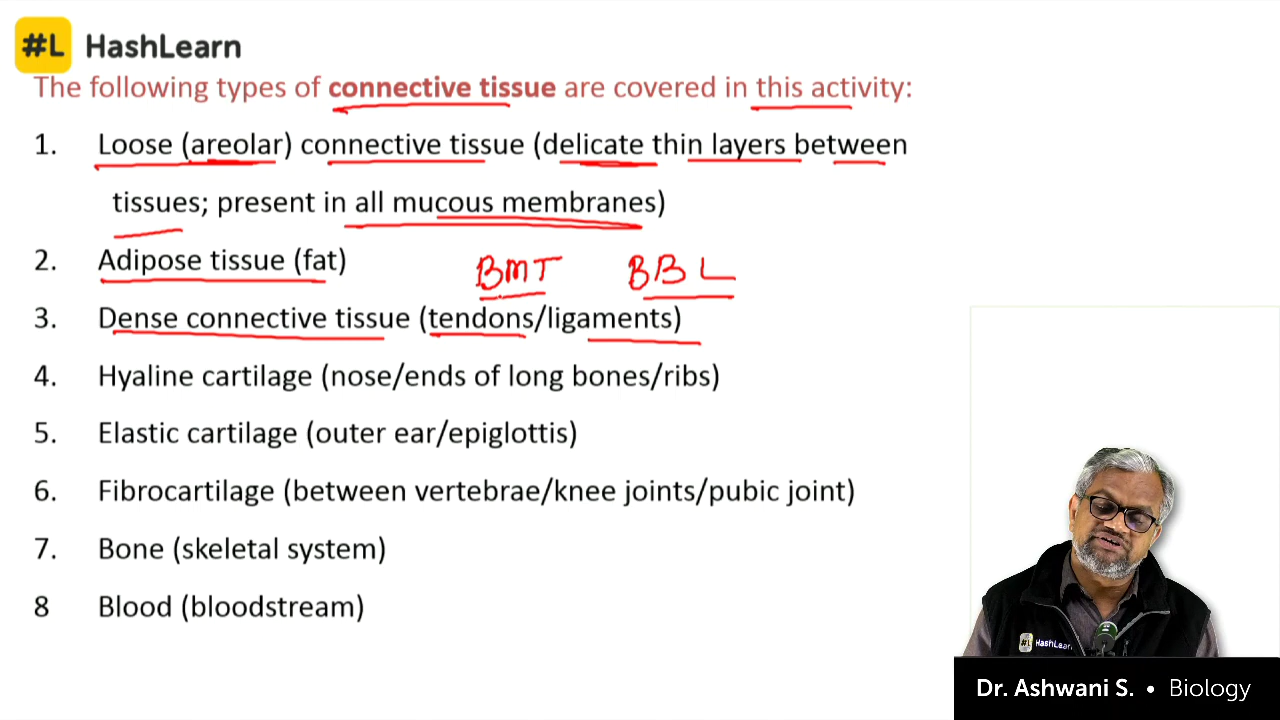 #L HashLearn
The following types of connective tissue are covered in this activity:
1. Loose (areolar) connective tissue (delicate thin layers between
tissues; present in all mucous membranes)
2. Adipose tissue (fat)
BMT BBL
3. Dense connective tissue (tendons/ligaments)
4. Hyaline cartilage (nose/ends of long bones/ribs)
5. Elastic cartilage (outer ear/epiglottis)
6. Fibrocartilage (between vertebrae/knee joints/pubic joint)
7. Bone (skeletal system)
8 Blood (bloodstream)
#L HashLearn
Dr. Ashwani S. • Biology